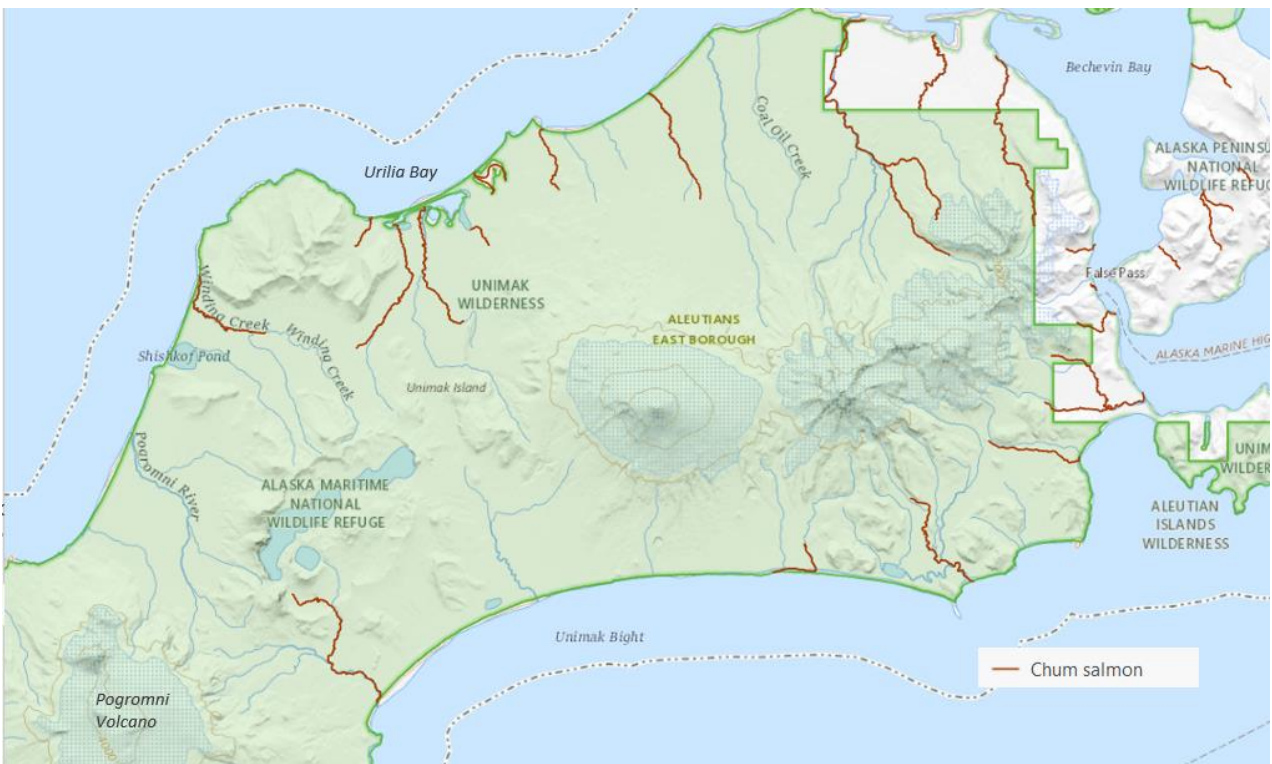 Bechevin Bay
Coal Oil Creek
ALASKA PENINSU
NATIONAL
WILDLIFE REFUG
Urilia Bay
UNIMAK
WILDERNESS
False Pass
Winding Creek
Winding Creek
ALEUTIANS
EAST BOROUGH
ALASKA MARINE HIG
Shishkof Pond
Unimak Island
Pogromni River
ALASKA MARITIME
NATIONAL
WILDLIFE REFUGE
UNIM
WILDER
ALEUTIAN
ISLANDS
WILDERNESS
Unimak Bight
Chum salmon
Pogromni
Volcano
4000